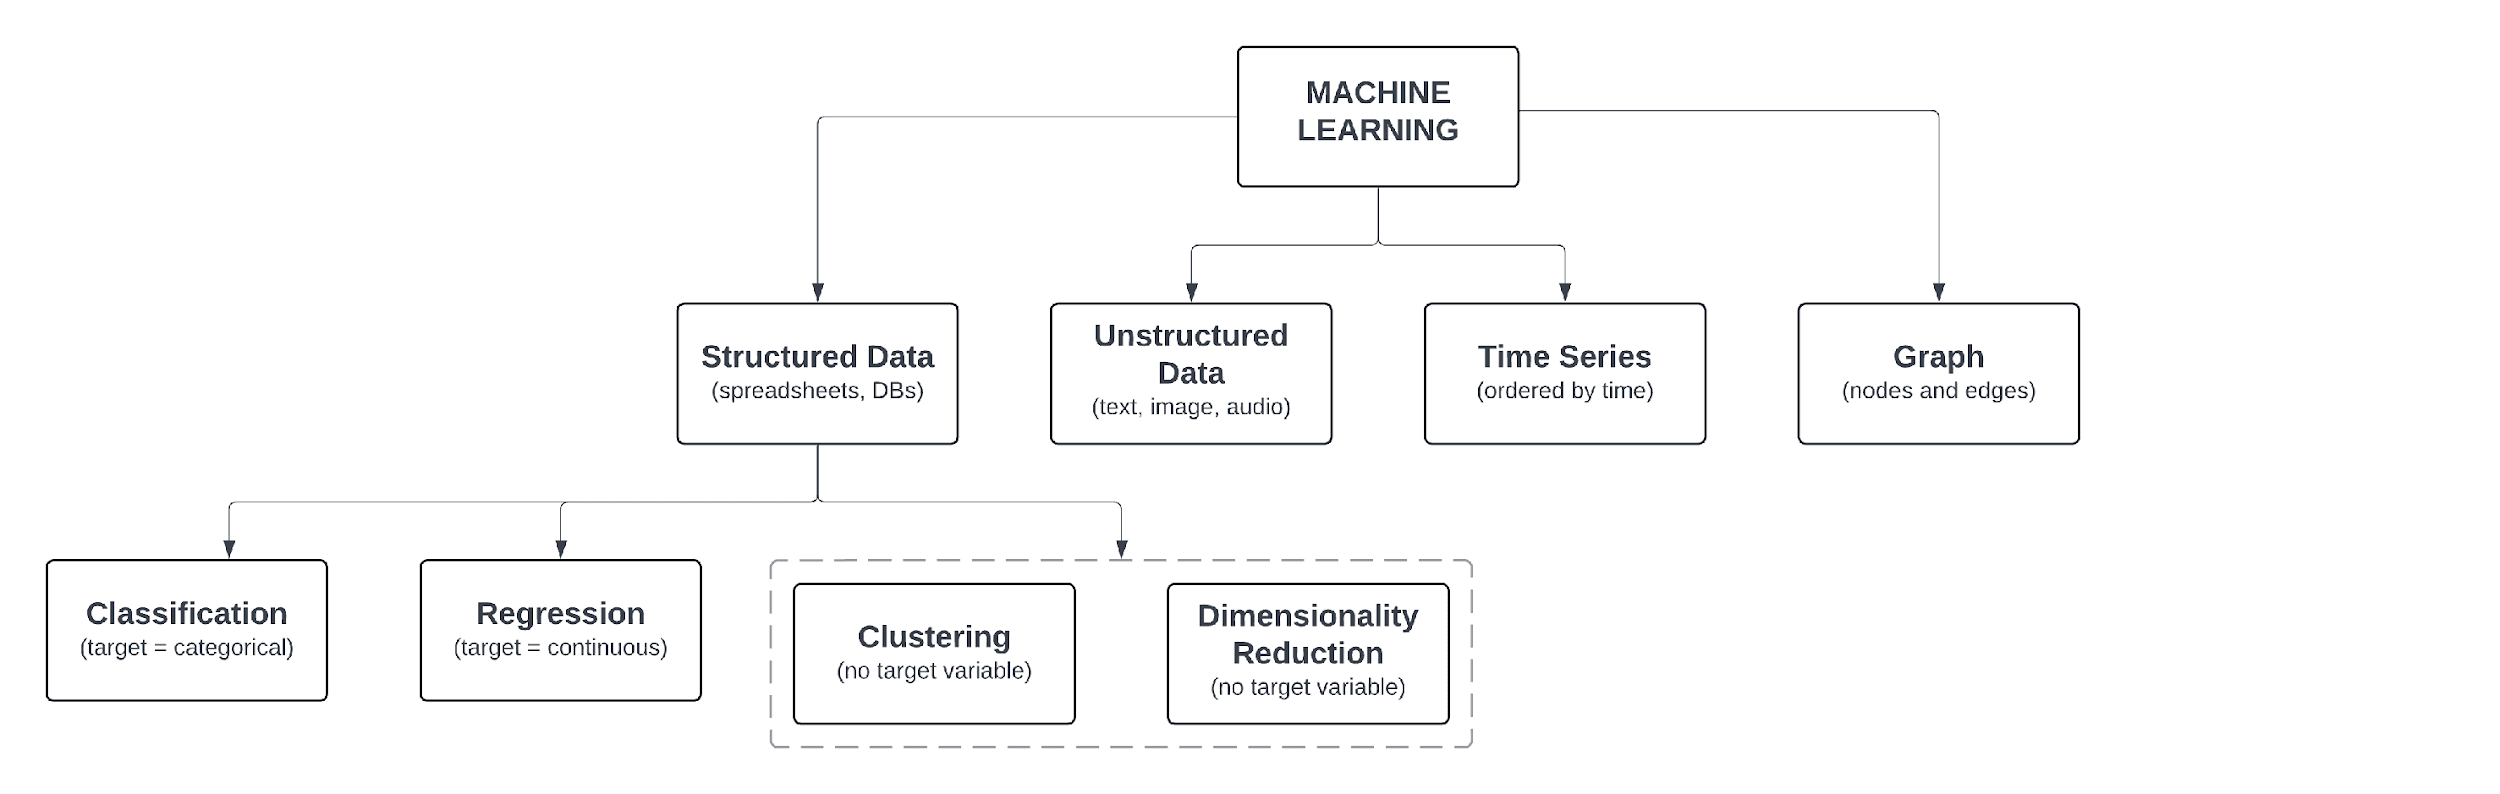 MACHINE
LEARNING
Structured Data
(spreadsheets, DBs)
Unstructured
Data
(text, image, audio)
Time Series
(ordered by time)
Graph
(nodes and edges)
Classification
(target = categorical)
Regression
(target = continuous)
Clustering
(no target variable)
Dimensionality
Reduction
(no target variable)